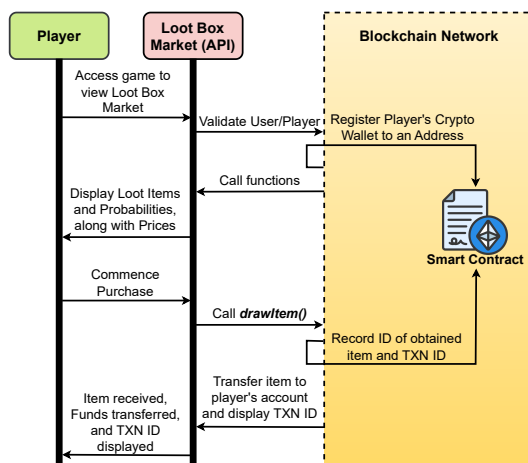 Player
Loot Box
Market (API)
Blockchain Network
Access game to
view Loot Box
Market
Validate User/Player
Register Player's Crypto
Wallet to an Address
Call functions
Display Loot Items
and Probabilities,
along with Prices
Smart Contract
Commence
Purchase
Call drawItem()
Record ID of obtained
item and TXN ID
Transfer item to
player's account
and display TXN ID
Item received,
Funds transferred,
and TXN ID
displayed